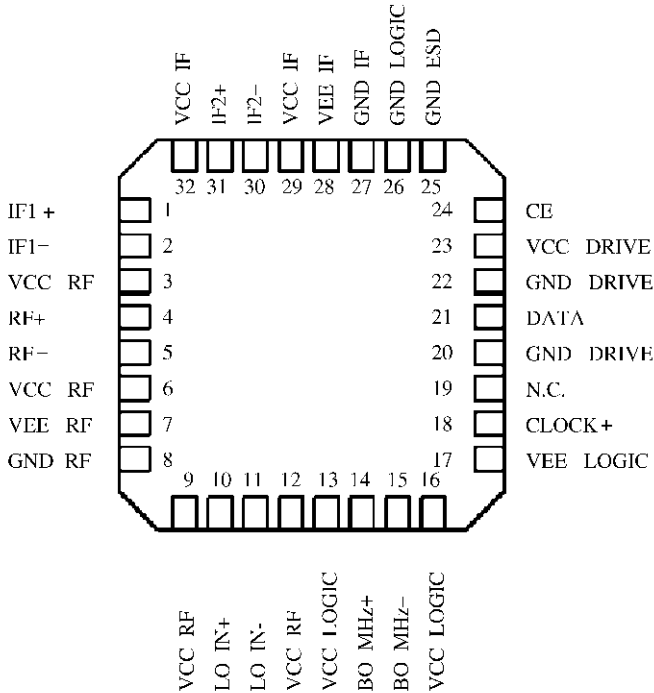 VCC IF
IF2+
IF2−
VCC IF
VEE IF
GND IF
GND LOGIC
GND ESD
32 31 30 29 28 27 26 25
IF1 + 1 24 CE
IF1− 2 23 VCC DRIVE
VCC RF 3 22 GND DRIVE
RF+ 4 21 DATA
RF− 5 20 GND DRIVE
VCC RF 6 19 N.C.
VEE RF 7 18 CLOCK+
GND RF 8 17 VEE LOGIC
9 10 11 12 13 14 15 16
VCC RF
LO IN+
LO IN-
VCC RF
VCC LOGIC
BO MHz+
BO MHz−
VCC LOGIC